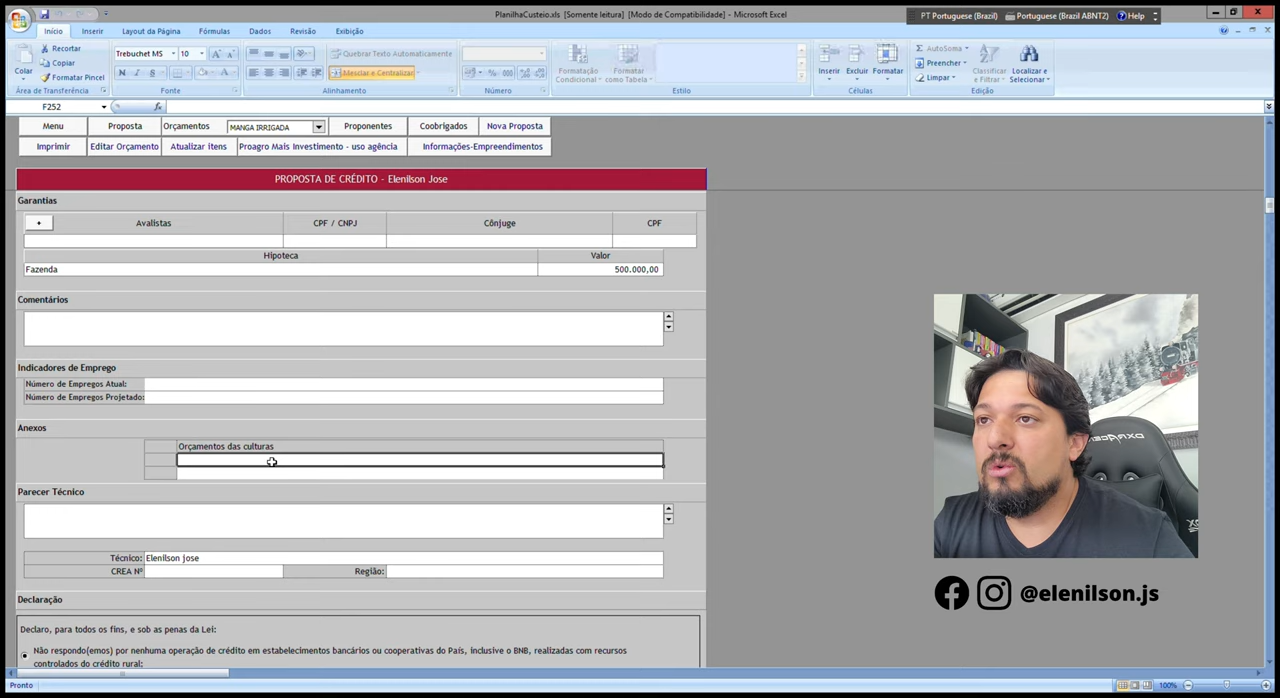 PlanilhaCusteio.xls [Somente leitura] [Modo de Compatibilidade] - Microsoft Excel
PT Portuguese (Brazil) Portuguese (Brazil ABNT2) Help
Início Inserir Layout da Página Fórmulas Dados Revisão Exibição
Colar
Recortar
Copiar
Formatar Pincel
Área de Transferência
Trebuchet MS 10
N I S
Fonte
Quebrar Texto Automaticamente
Mesclar e Centralizar
Alinhamento
% 000
Número
Formatação Condicional
Formatar como Tabela
Estilo
Inserir Excluir Formatar
Células
AutoSoma
Preencher
Limpar
Classificar e Filtrar
Localizar e Selecionar
Edição
F252 fx
Menu Proposta Orçamentos MANGA IRRIGADA Proponentes Coobrigados Nova Proposta
Imprimir Editar Orçamento Atualizar itens Proagro Mais Investimento - uso agência Informações-Empreendimentos
PROPOSTA DE CRÉDITO - Elenilson Jose
Garantias
+ Avalistas CPF / CNPJ Cônjuge CPF
Hipoteca Valor
Fazenda 500.000,00
Comentários
Indicadores de Emprego
Número de Empregos Atual:
Número de Empregos Projetado:
Anexos
Orçamentos das culturas
Parecer Técnico
Técnico: Elenilson jose
CREA Nº Região:
Declaração
Declaro, para todos os fins, e sob as penas da Lei:
Não respondo(emos) por nenhuma operação de crédito em estabelecimentos bancários ou cooperativas do País, inclusive o BNB, realizadas com recursos
controlados do crédito rural;
DXRACER
@elenilson.js
Pronto 100%